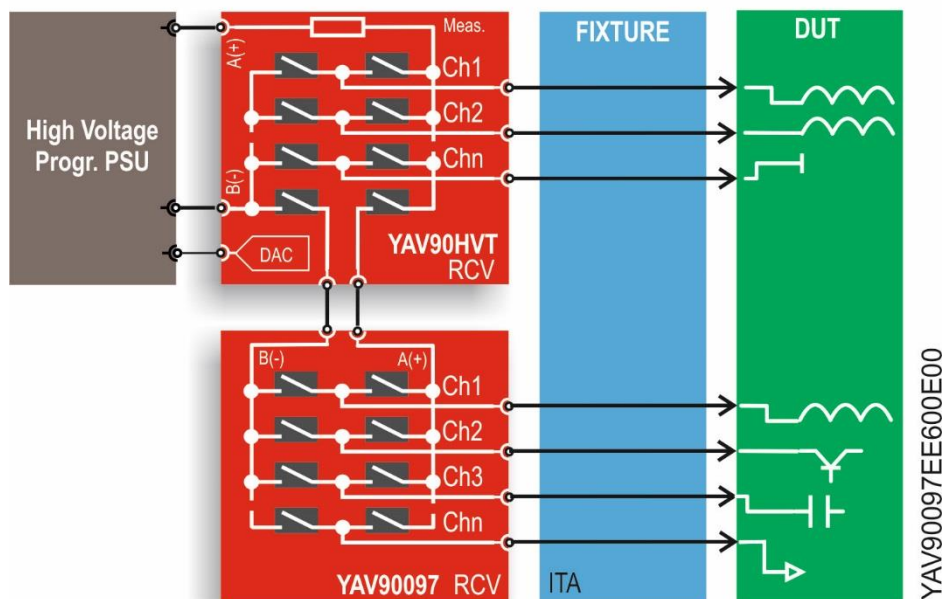 High Voltage
Progr. PSU
A(+)
Meas.
Ch1
Ch2
Chn
B(-)
DAC
YAV90HVT
RCV
FIXTURE
DUT
B(-)
A(+)
Ch1
Ch2
Ch3
Chn
YAV90097 RCV
ITA
YAV90097EE600E00